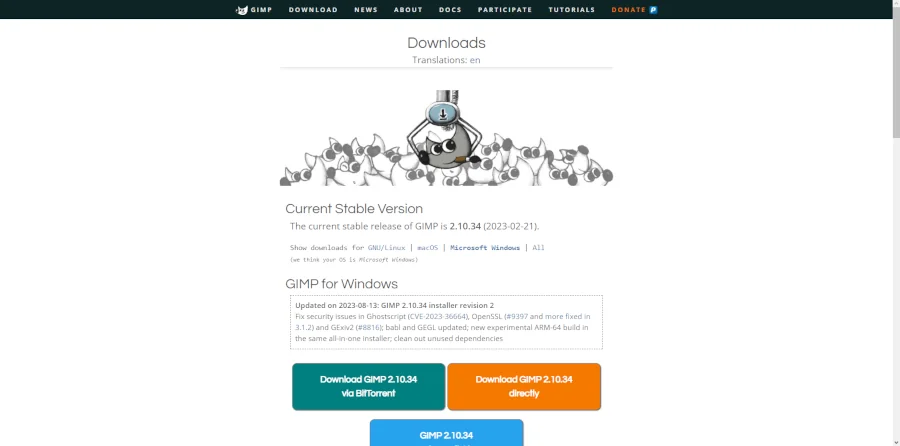 GIMP DOWNLOAD NEWS ABOUT DOCS PARTICIPATE TUTORIALS DONATE
Downloads
Translations: en
Current Stable Version
The current stable release of GIMP is 2.10.34 (2023-02-21).
Show downloads for GNU/Linux | macOS | Microsoft Windows | All
(we think your OS is Microsoft Windows)
GIMP for Windows
Updated on 2023-08-13: GIMP 2.10.34 installer revision 2
Fix security issues in Ghostscript (CVE-2023-36664), OpenSSL (#9397 and more fixed in
3.1.2) and GExiv2 (#8816); babl and GEGL updated; new experimental ARM-64 build in
the same all-in-one installer; clean out unused dependencies
Download GIMP 2.10.34
via BitTorrent
Download GIMP 2.10.34
directly
GIMP 2.10.34